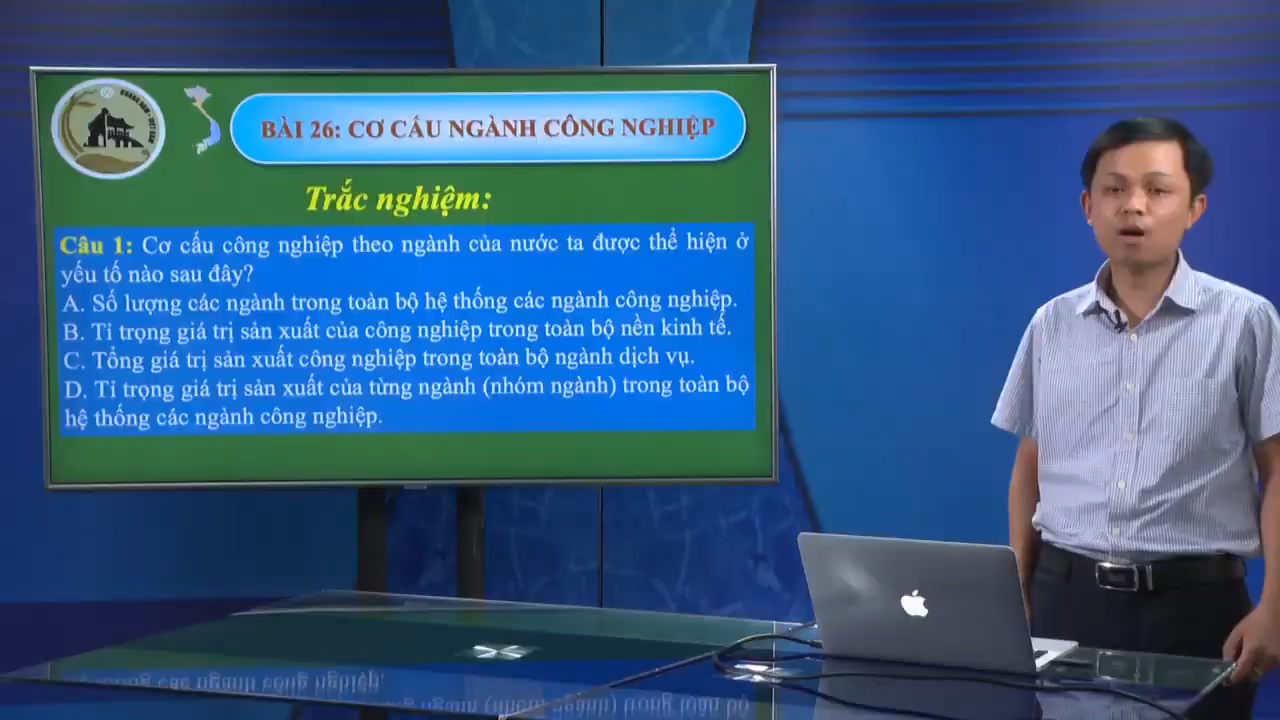 BÀI 26: CƠ CẤU NGÀNH CÔNG NGHIỆP
Trắc nghiệm:
Câu 1: Cơ cấu công nghiệp theo ngành của nước ta được thể hiện ở
yếu tố nào sau đây?
A. Số lượng các ngành trong toàn bộ hệ thống các ngành công nghiệp.
B. Tỉ trọng giá trị sản xuất của công nghiệp trong toàn bộ nền kinh tế.
C. Tổng giá trị sản xuất công nghiệp trong toàn bộ ngành dịch vụ.
D. Tỉ trọng giá trị sản xuất của từng ngành (nhóm ngành) trong toàn bộ
hệ thống các ngành công nghiệp.